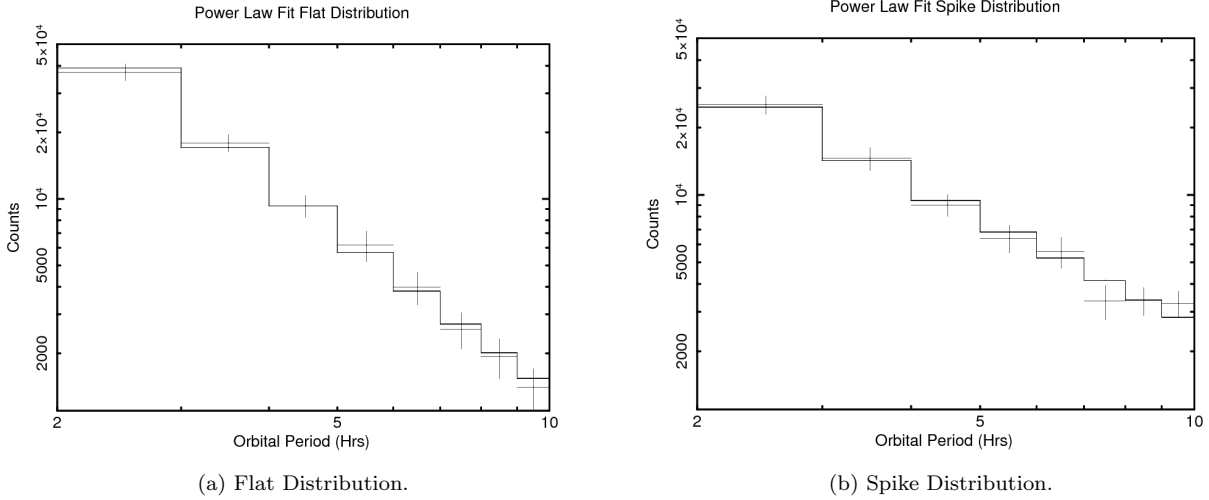 Power Law Fit Flat Distribution
5×10⁴
2×10⁴
10⁴
5000
2000
Counts
2
5
10
Orbital Period (Hrs)
(a) Flat Distribution.
Power Law Fit Spike Distribution
5×10⁴
2×10⁴
10⁴
5000
2000
Counts
2
5
10
Orbital Period (Hrs)
(b) Spike Distribution.